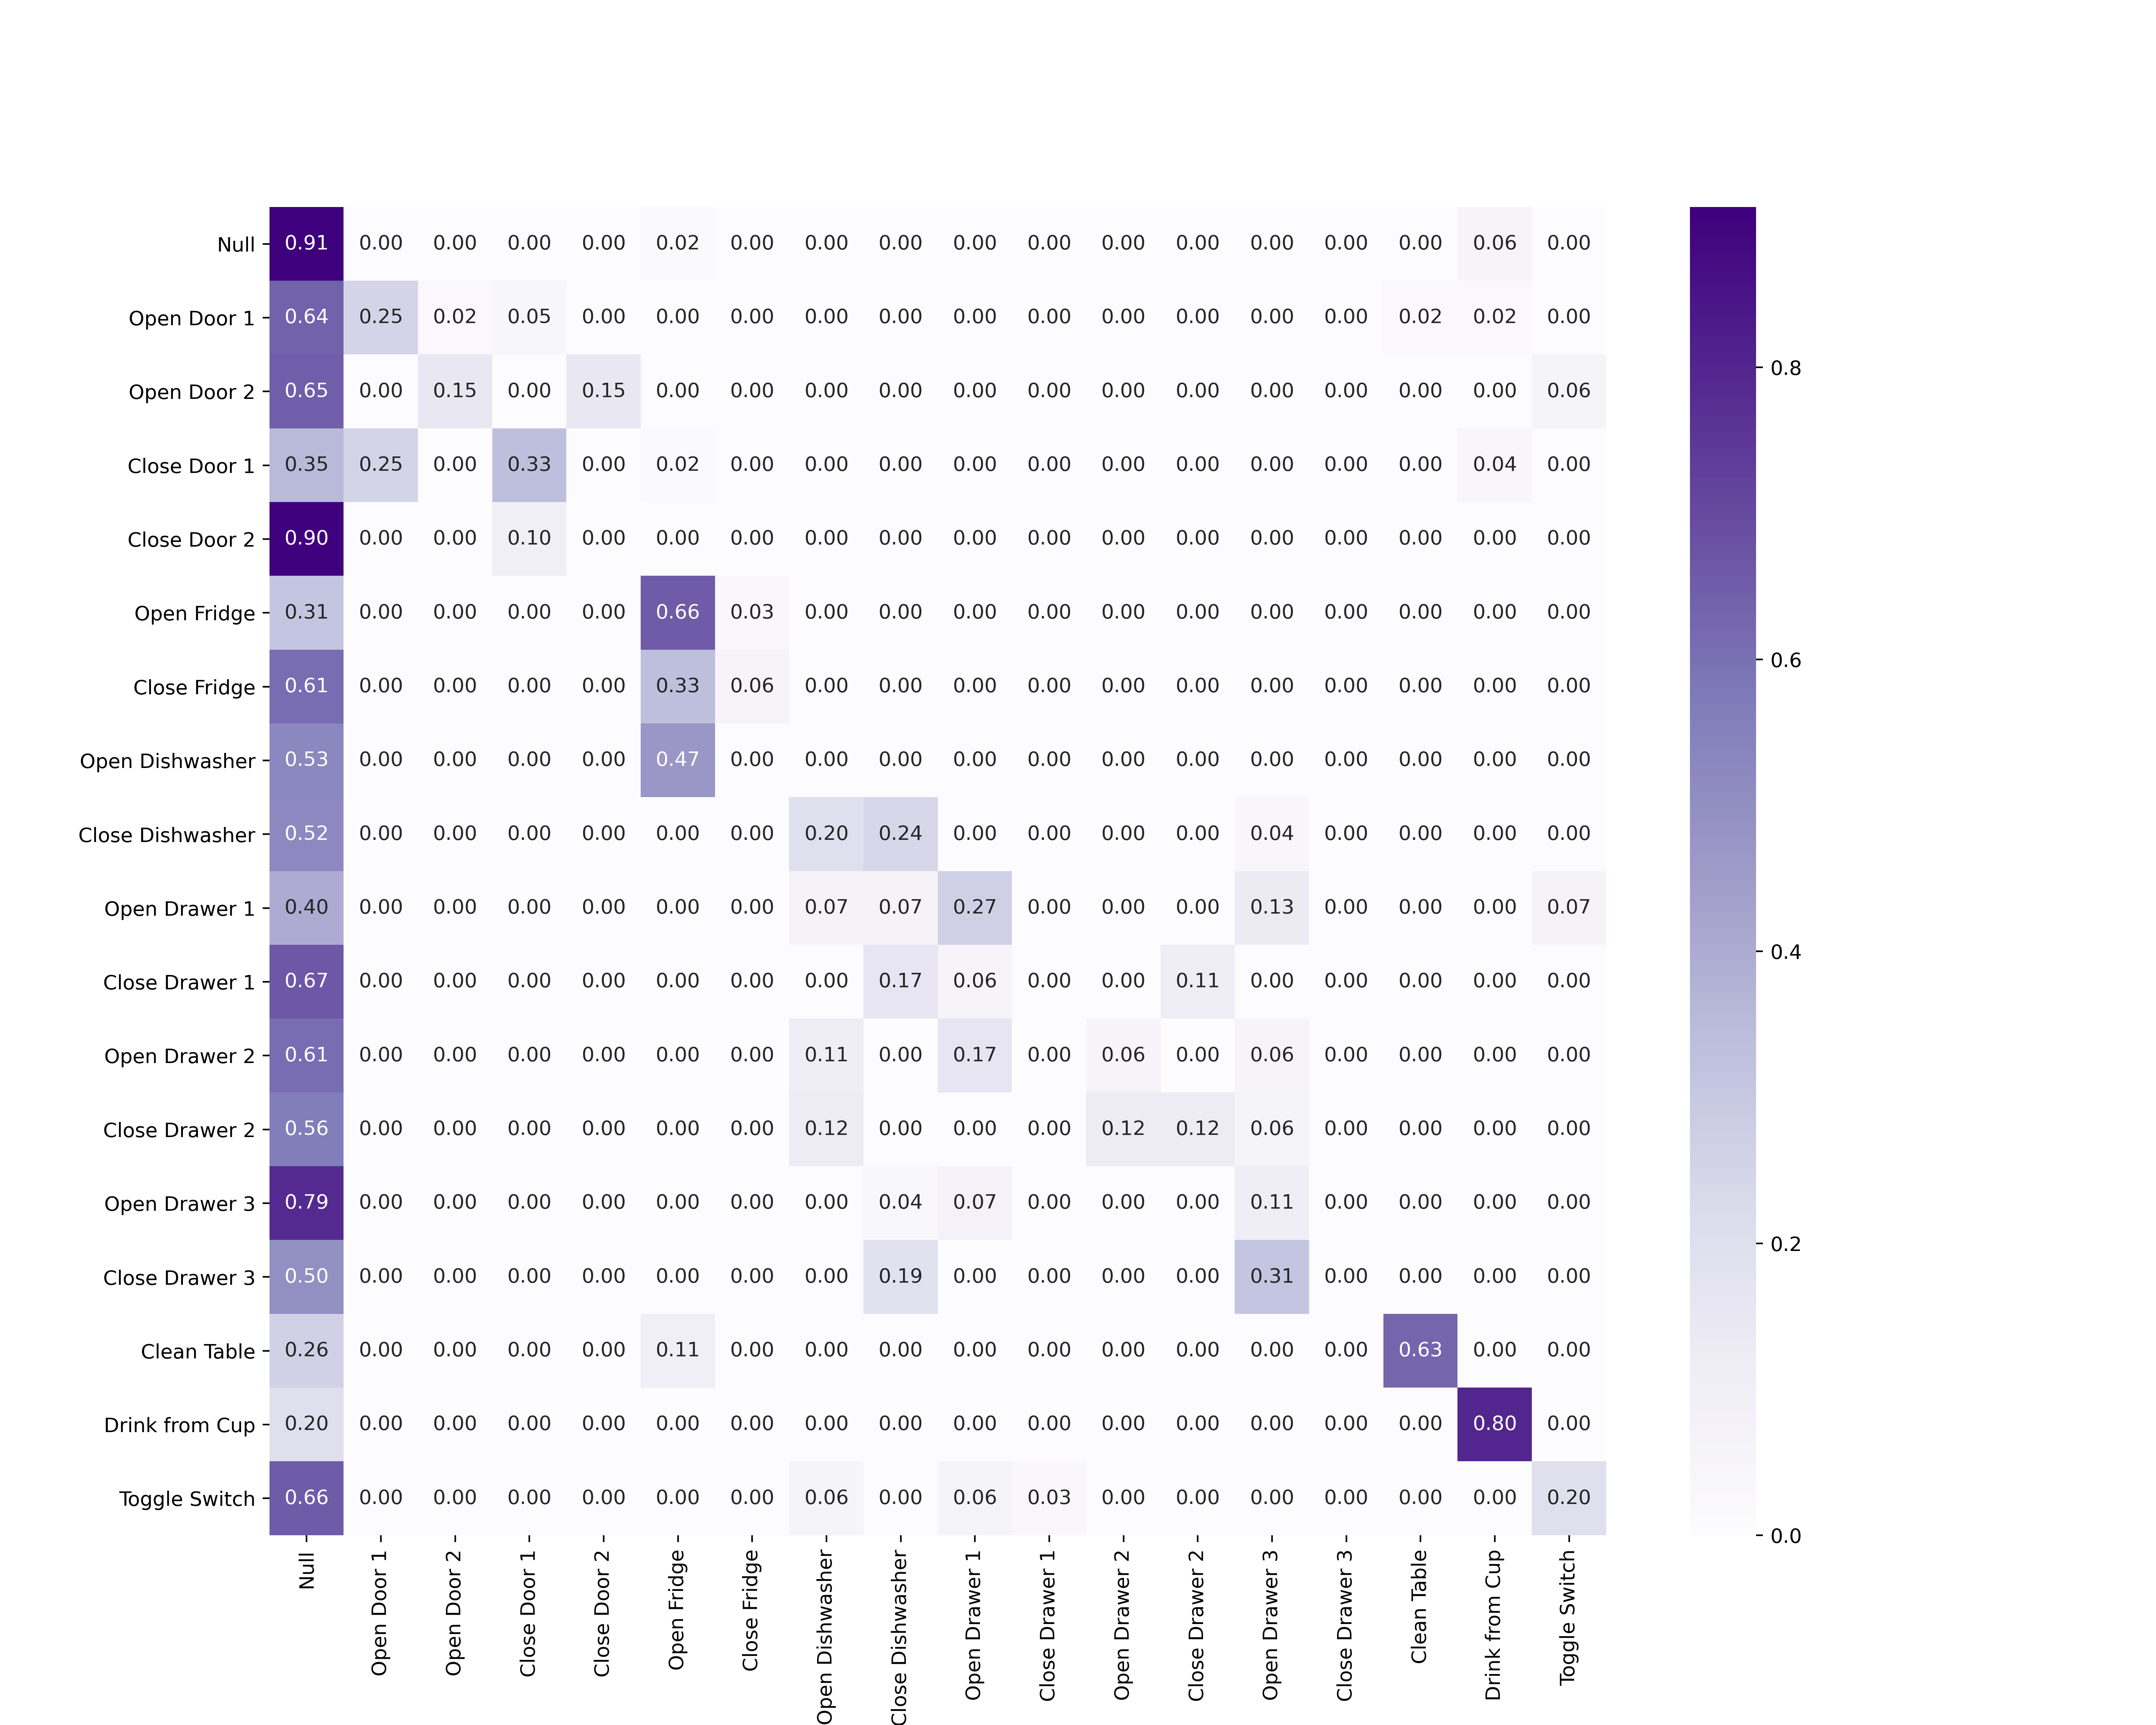 Null 0.91 0.00 0.00 0.00 0.00 0.02 0.00 0.00 0.00 0.00 0.00 0.00 0.00 0.00 0.00 0.00 0.06 0.00
Open Door 1 0.64 0.25 0.02 0.05 0.00 0.00 0.00 0.00 0.00 0.00 0.00 0.00 0.00 0.00 0.00 0.02 0.02 0.00
Open Door 2 0.65 0.00 0.15 0.00 0.15 0.00 0.00 0.00 0.00 0.00 0.00 0.00 0.00 0.00 0.00 0.00 0.00 0.06
Close Door 1 0.35 0.25 0.00 0.33 0.00 0.02 0.00 0.00 0.00 0.00 0.00 0.00 0.00 0.00 0.00 0.00 0.04 0.00
Close Door 2 0.90 0.00 0.00 0.10 0.00 0.00 0.00 0.00 0.00 0.00 0.00 0.00 0.00 0.00 0.00 0.00 0.00 0.00
Open Fridge 0.31 0.00 0.00 0.00 0.00 0.66 0.03 0.00 0.00 0.00 0.00 0.00 0.00 0.00 0.00 0.00 0.00 0.00
Close Fridge 0.61 0.00 0.00 0.00 0.00 0.33 0.06 0.00 0.00 0.00 0.00 0.00 0.00 0.00 0.00 0.00 0.00 0.00
Open Dishwasher 0.53 0.00 0.00 0.00 0.00 0.47 0.00 0.00 0.00 0.00 0.00 0.00 0.00 0.00 0.00 0.00 0.00 0.00
Close Dishwasher 0.52 0.00 0.00 0.00 0.00 0.00 0.00 0.20 0.24 0.00 0.00 0.00 0.00 0.04 0.00 0.00 0.00 0.00
Open Drawer 1 0.40 0.00 0.00 0.00 0.00 0.00 0.00 0.07 0.07 0.27 0.00 0.00 0.00 0.13 0.00 0.00 0.00 0.07
Close Drawer 1 0.67 0.00 0.00 0.00 0.00 0.00 0.00 0.00 0.17 0.06 0.00 0.00 0.11 0.00 0.00 0.00 0.00 0.00
Open Drawer 2 0.61 0.00 0.00 0.00 0.00 0.00 0.00 0.11 0.00 0.17 0.00 0.06 0.00 0.06 0.00 0.00 0.00 0.00
Close Drawer 2 0.56 0.00 0.00 0.00 0.00 0.00 0.00 0.12 0.00 0.00 0.00 0.12 0.12 0.06 0.00 0.00 0.00 0.00
Open Drawer 3 0.79 0.00 0.00 0.00 0.00 0.00 0.00 0.00 0.04 0.07 0.00 0.00 0.00 0.11 0.00 0.00 0.00 0.00
Close Drawer 3 0.50 0.00 0.00 0.00 0.00 0.00 0.00 0.00 0.19 0.00 0.00 0.00 0.00 0.31 0.00 0.00 0.00 0.00
Clean Table 0.26 0.00 0.00 0.00 0.00 0.11 0.00 0.00 0.00 0.00 0.00 0.00 0.00 0.00 0.00 0.63 0.00 0.00
Drink from Cup 0.20 0.00 0.00 0.00 0.00 0.00 0.00 0.00 0.00 0.00 0.00 0.00 0.00 0.00 0.00 0.00 0.80 0.00
Toggle Switch 0.66 0.00 0.00 0.00 0.00 0.00 0.00 0.06 0.00 0.06 0.03 0.00 0.00 0.00 0.00 0.00 0.00 0.20
Null
Open Door 1
Open Door 2
Close Door 1
Close Door 2
Open Fridge
Close Fridge
Open Dishwasher
Close Dishwasher
Open Drawer 1
Close Drawer 1
Open Drawer 2
Close Drawer 2
Open Drawer 3
Close Drawer 3
Clean Table
Drink from Cup
Toggle Switch
0.8
0.6
0.4
0.2
0.0